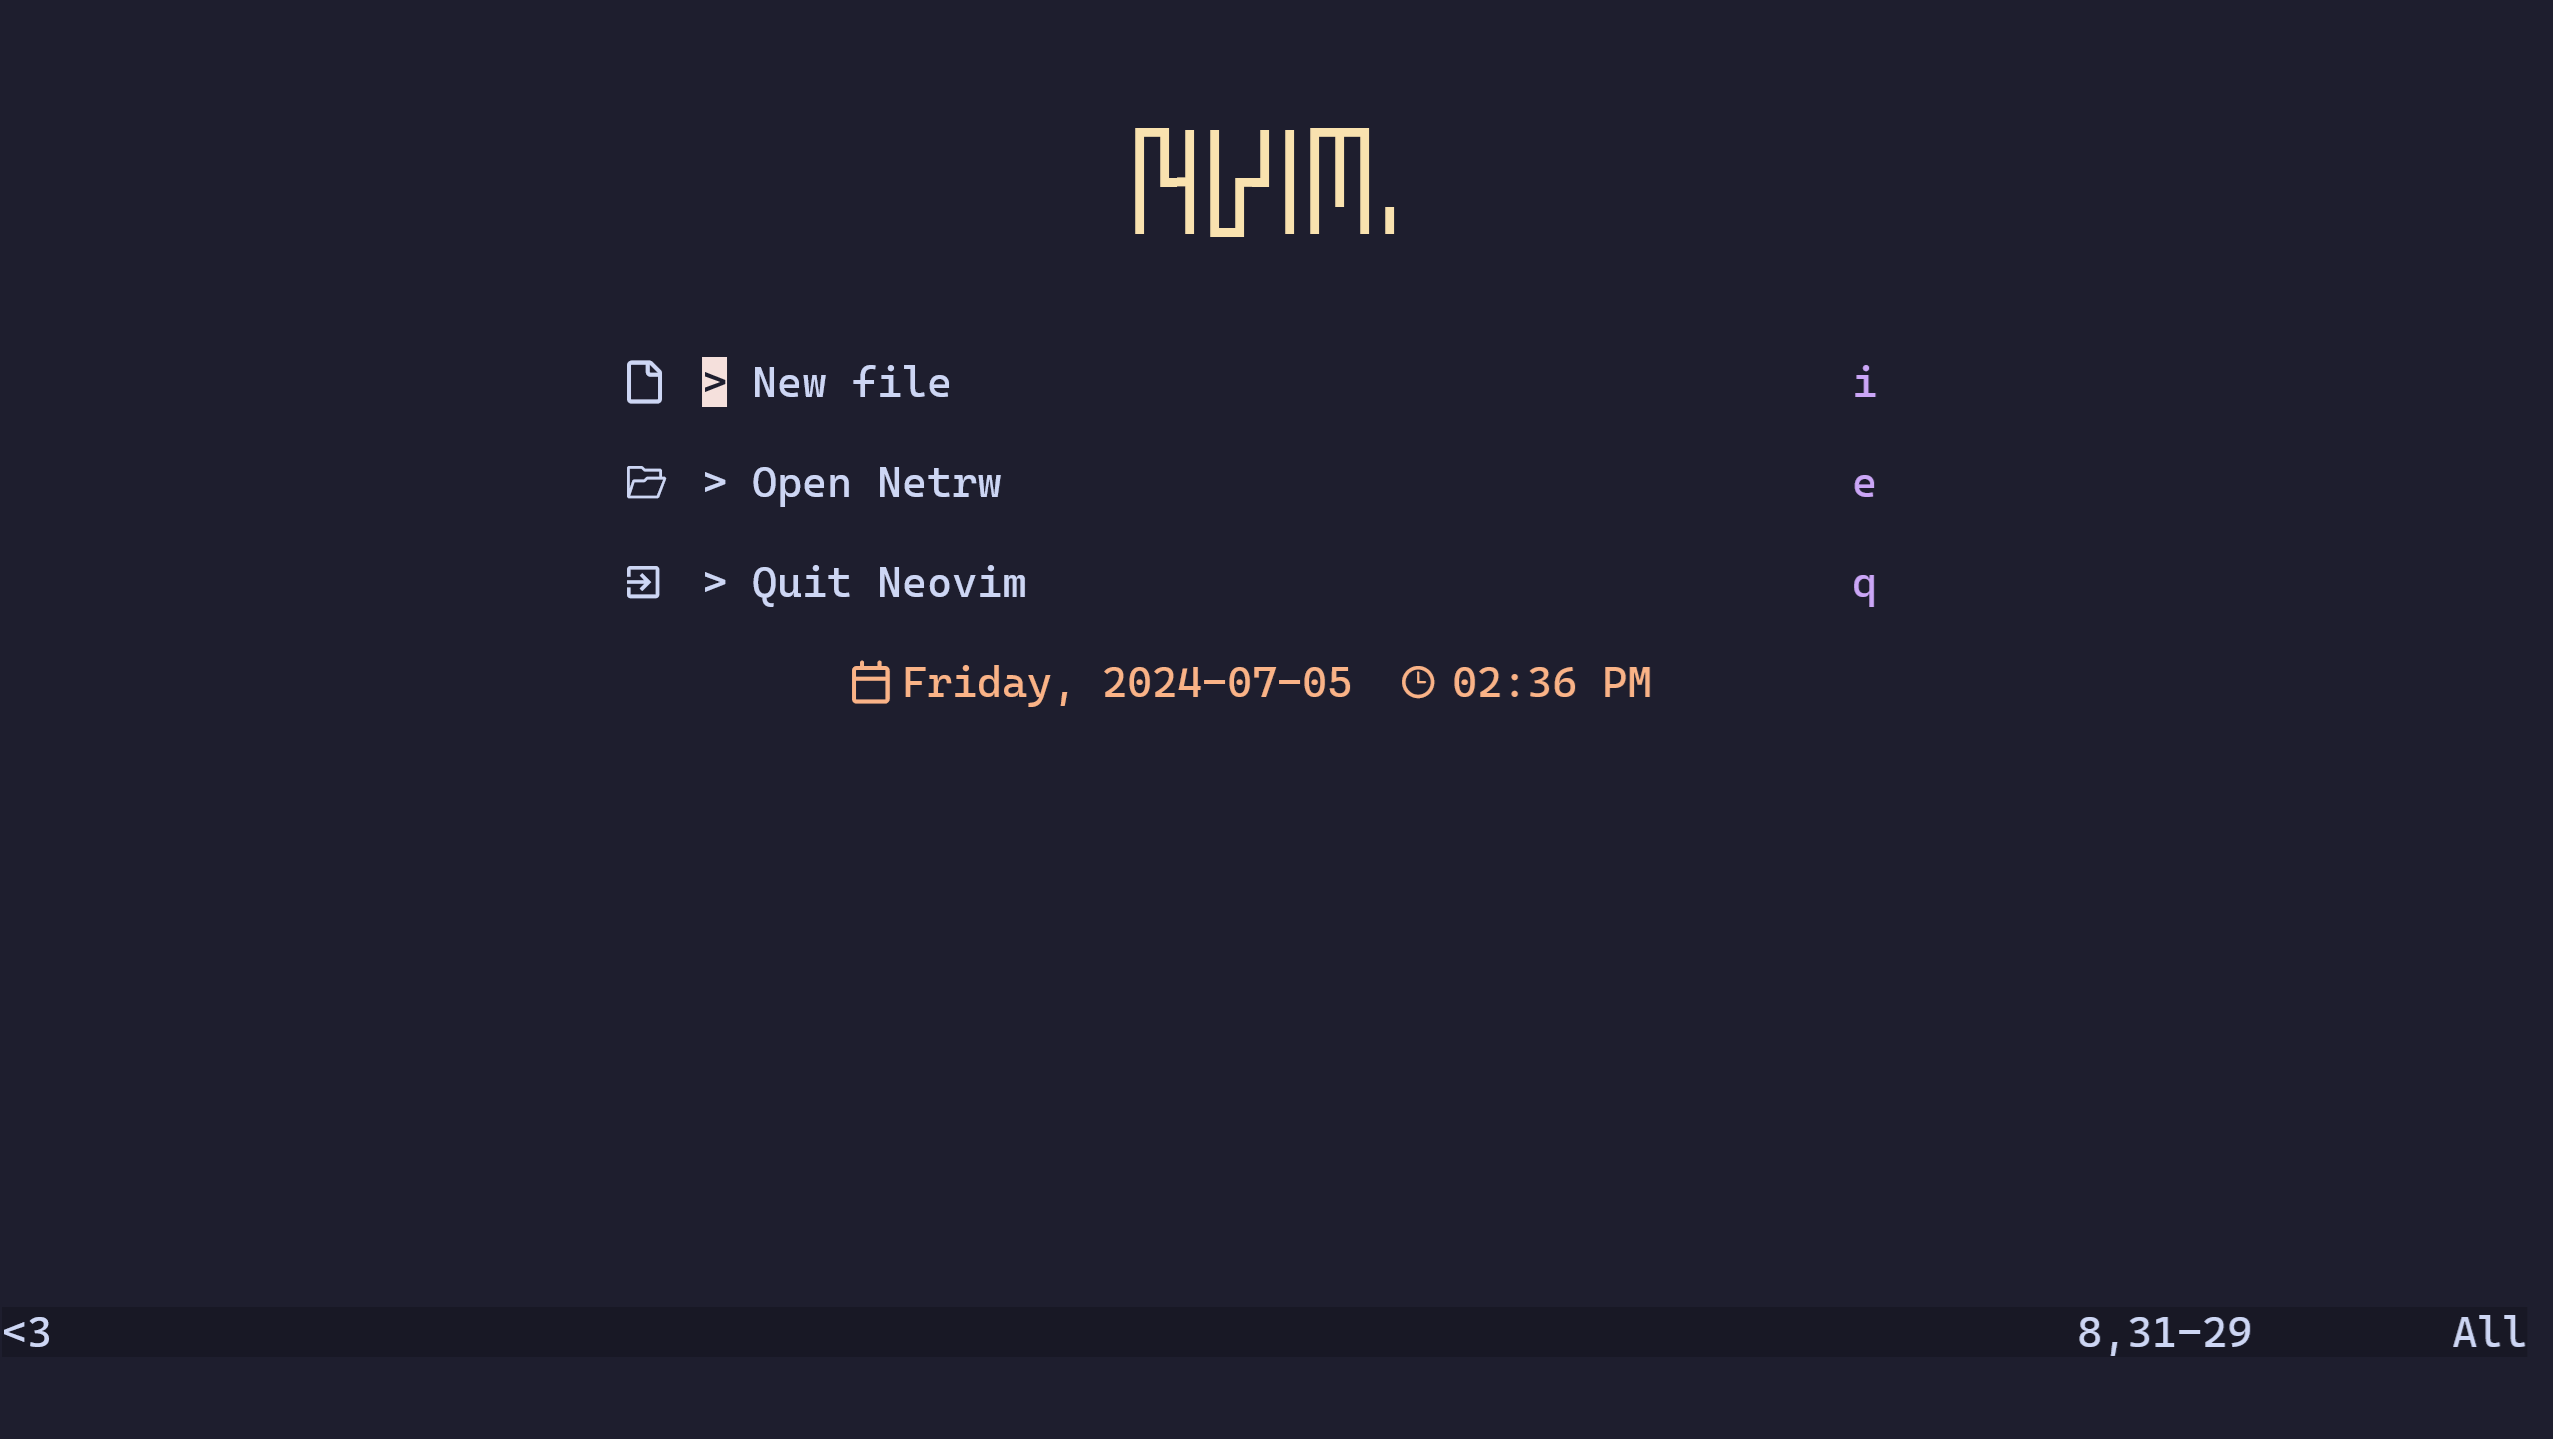 NVIM.
> New file i
> Open Netrw e
> Quit Neovim q
Friday, 2024-07-05 02:36 PM
<3 8,31-29 All